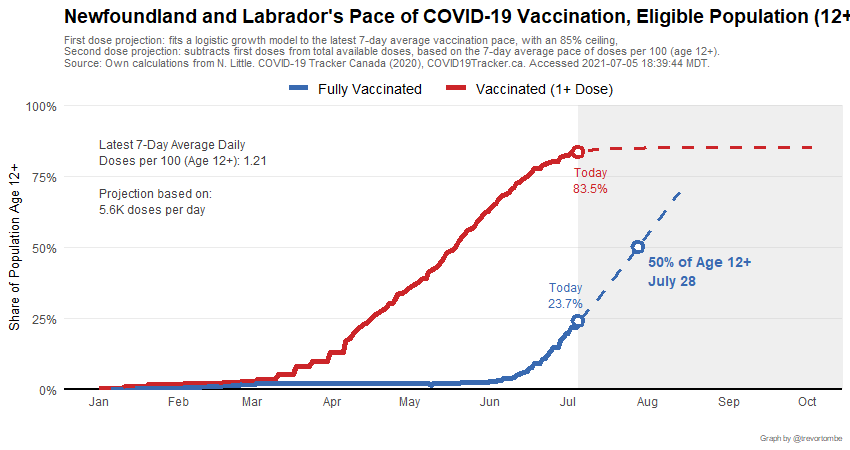 Newfoundland and Labrador's Pace of COVID-19 Vaccination, Eligible Population (12+
First dose projection: fits a logistic growth model to the latest 7-day average vaccination pace, with an 85% ceiling,
Second dose projection: subtracts first doses from total available doses, based on the 7-day average pace of doses per 100 (age 12+).
Source: Own calculations from N. Little. COVID-19 Tracker Canada (2020), COVID19Tracker.ca. Accessed 2021-07-05 18:39:44 MDT.
Fully Vaccinated
Vaccinated (1+ Dose)
Share of Population Age 12+
100%
75%
50%
25%
0%
Latest 7-Day Average Daily
Doses per 100 (Age 12+): 1.21
Projection based on:
5.6K doses per day
Today
83.5%
Today
23.7%
50% of Age 12+
July 28
Jan Feb Mar Apr May Jun Jul Aug Sep Oct
Graph by @trevortombe